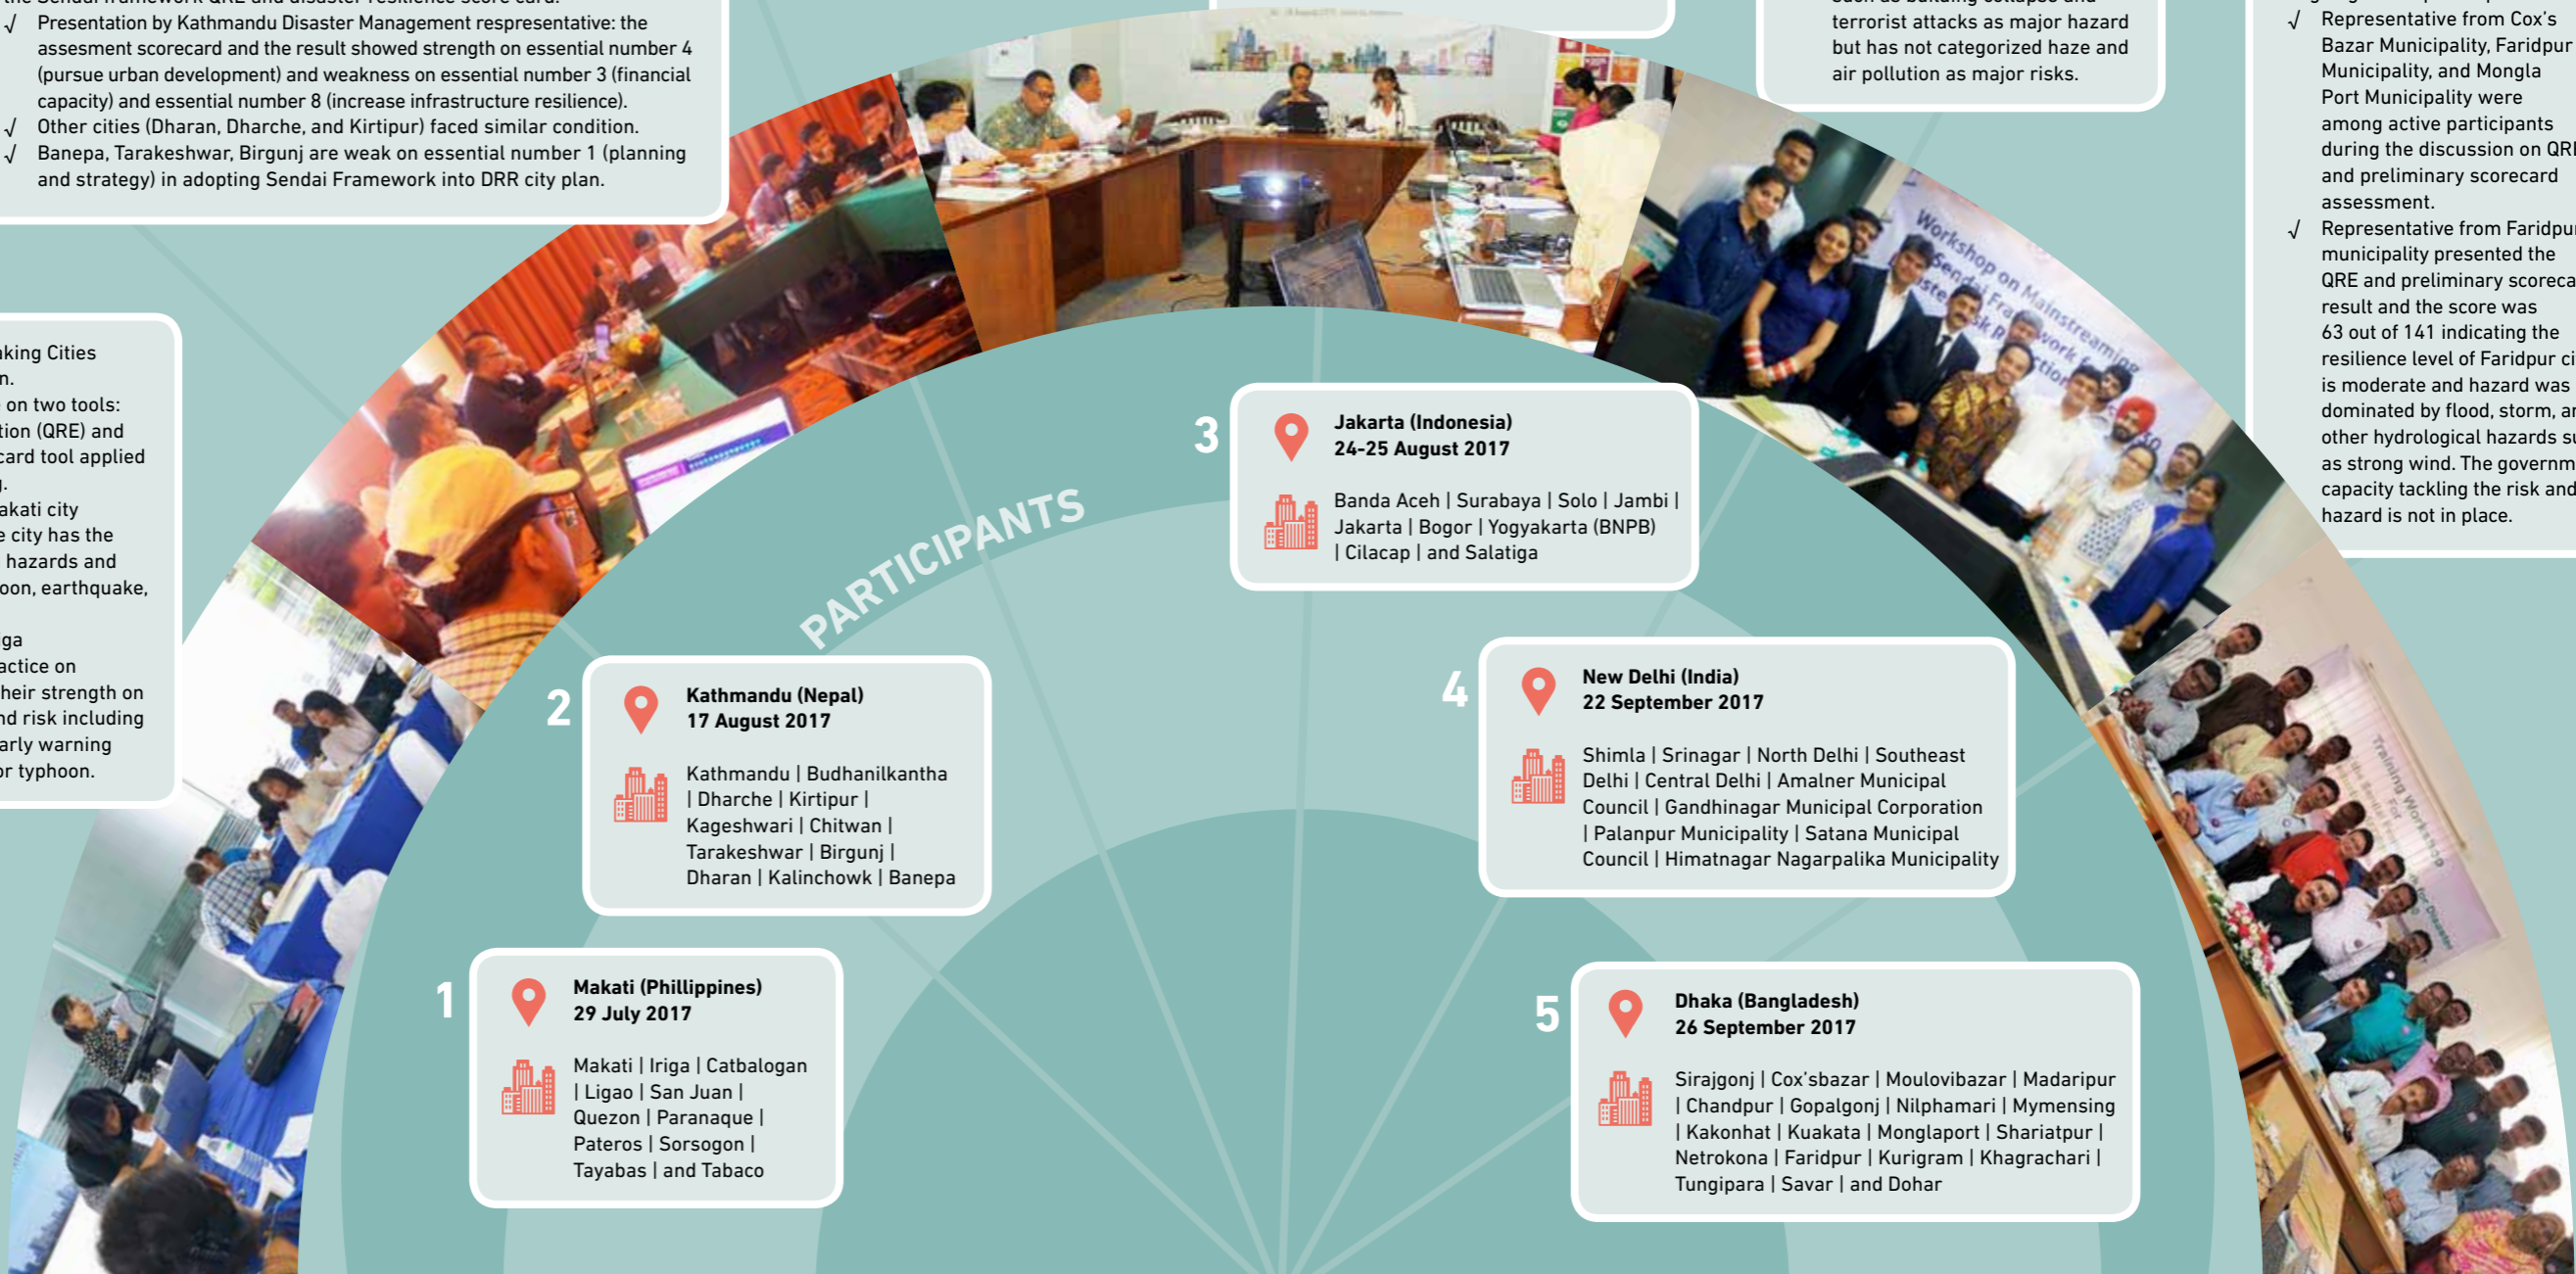 √ Presentation by Kathmandu Disaster Management respresentative: the
assesment scorecard and the result showed strength on essential number 4
(pursue urban development) and weakness on essential number 3 (financial
capacity) and essential number 8 (increase infrastructure resilience).
√ Other cities (Dharan, Dharche, and Kirtipur) faced similar condition.
√ Banepa, Tarakeshwar, Birgunj are weak on essential number 1 (planning
and strategy) in adopting Sendai Framework into DRR city plan.
terrorist attacks as major hazard
but has not categorized haze and
air pollution as major risks.
√ Representative from Cox's
Bazar Municipality, Faridpur
Municipality, and Mongla
Port Municipality were
among active participants
during the discussion on QRE
and preliminary scorecard
assessment.
√ Representative from Faridpur
municipality presented the
QRE and preliminary
result and the score was
63 out of 141 indicating the
resilience level of Faridpur
is moderate and hazard was
dominated by flood, storm,
other hydrological hazards
as strong wind. The
capacity tackling the risk and
hazard is not in place.
Cities
on two tools:
(QRE) and
card tool applied
city
city has the
hazards and
earthquake,
on
their strength on
risk including
warning
or typhoon.
Workshop on Mainstreaming
Sendai Framework for
Training Workshop
For
PARTICIPANTS
3
Jakarta (Indonesia)
24-25 August 2017
Banda Aceh | Surabaya | Solo | Jambi |
Jakarta | Bogor | Yogyakarta (BNPB)
| Cilacap | and Salatiga
2
Kathmandu (Nepal)
17 August 2017
Kathmandu | Budhanilkantha
| Dharche | Kirtipur |
Kageshwari | Chitwan |
Tarakeshwar | Birgunj |
Dharan | Kalinchowk | Banepa
4
New Delhi (India)
22 September 2017
Shimla | Srinagar | North Delhi | Southeast
Delhi | Central Delhi | Amalner Municipal
Council | Gandhinagar Municipal Corporation
| Palanpur Municipality | Satana Municipal
Council | Himatnagar Nagarpalika Municipality
1
Makati (Phillippines)
29 July 2017
Makati | Iriga | Catbalogan
| Ligao | San Juan |
Quezon | Paranaque |
Pateros | Sorsogon |
Tayabas | and Tabaco
5
Dhaka (Bangladesh)
26 September 2017
Sirajgonj | Cox'sbazar | Moulovibazar | Madaripur
| Chandpur | Gopalgonj | Nilphamari | Mymensing
| Kakonhat | Kuakata | Monglaport | Shariatpur |
Netrokona | Faridpur | Kurigram | Khagrachari |
Tungipara | Savar | and Dohar